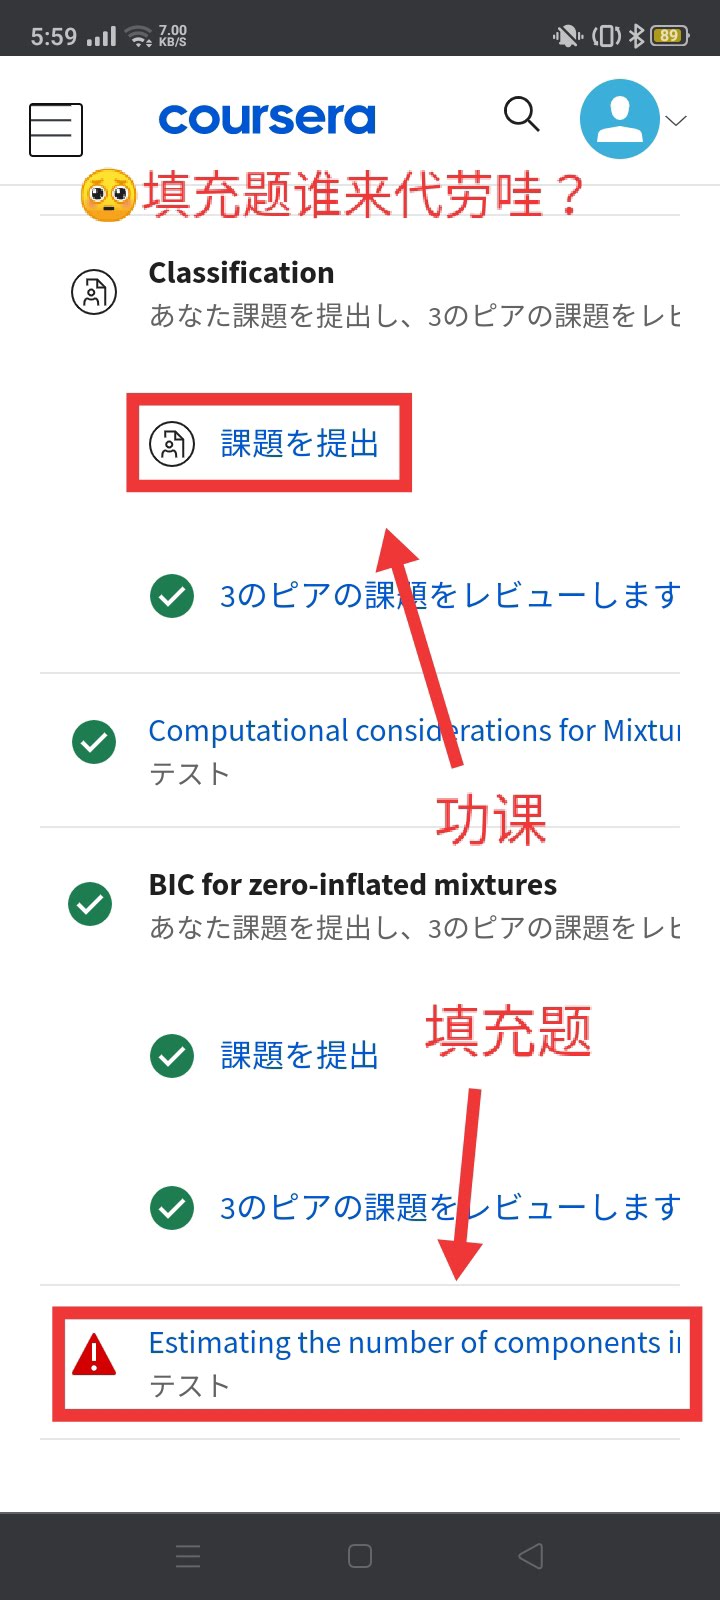 5:59
7.00
KB/S
89
coursera
🥺填充题谁来代劳哇？
Classification
あなた課題を提出し、3のピアの課題をレビ
課題を提出
3のピアの課題をレビューします
Computational considerations for Mixtur
テスト
功课
BIC for zero-inflated mixtures
あなた課題を提出し、3のピアの課題をレビ
填充题
課題を提出
3のピアの課題をレビューします
Estimating the number of components in
テスト